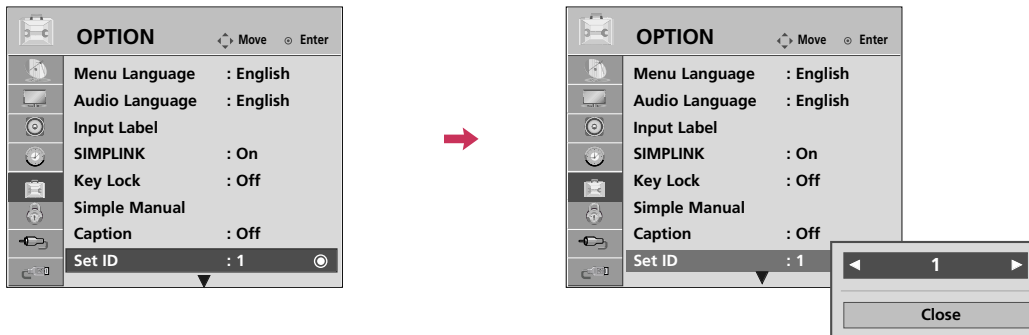 OPTION Move Enter
Menu Language : English
Audio Language : English
Input Label
SIMPLINK : On
Key Lock : Off
Simple Manual
Caption : Off
Set ID : 1
OPTION Move Enter
Menu Language : English
Audio Language : English
Input Label
SIMPLINK : On
Key Lock : Off
Simple Manual
Caption : Off
Set ID : 1
◀ 1 ▶
Close